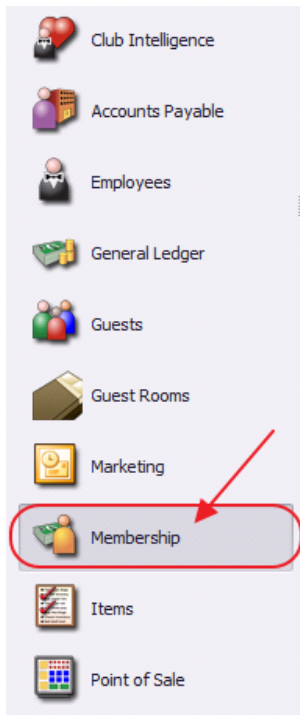 Club Intelligence
Accounts Payable
Employees
General Ledger
Guests
Guest Rooms
Marketing
Membership
Items
Point of Sale